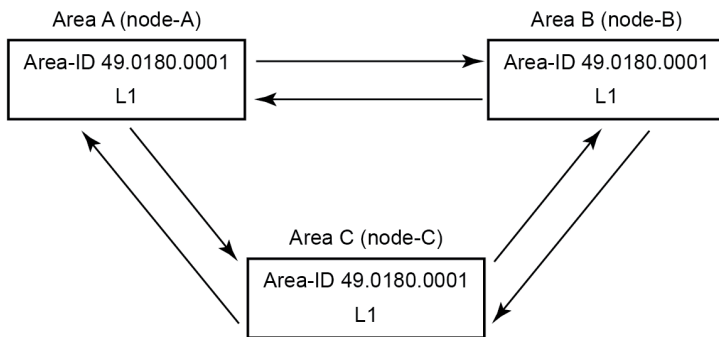 Area A (node-A)
Area B (node-B)
Area-ID 49.0180.0001
L1
Area-ID 49.0180.0001
L1
Area C (node-C)
Area-ID 49.0180.0001
L1